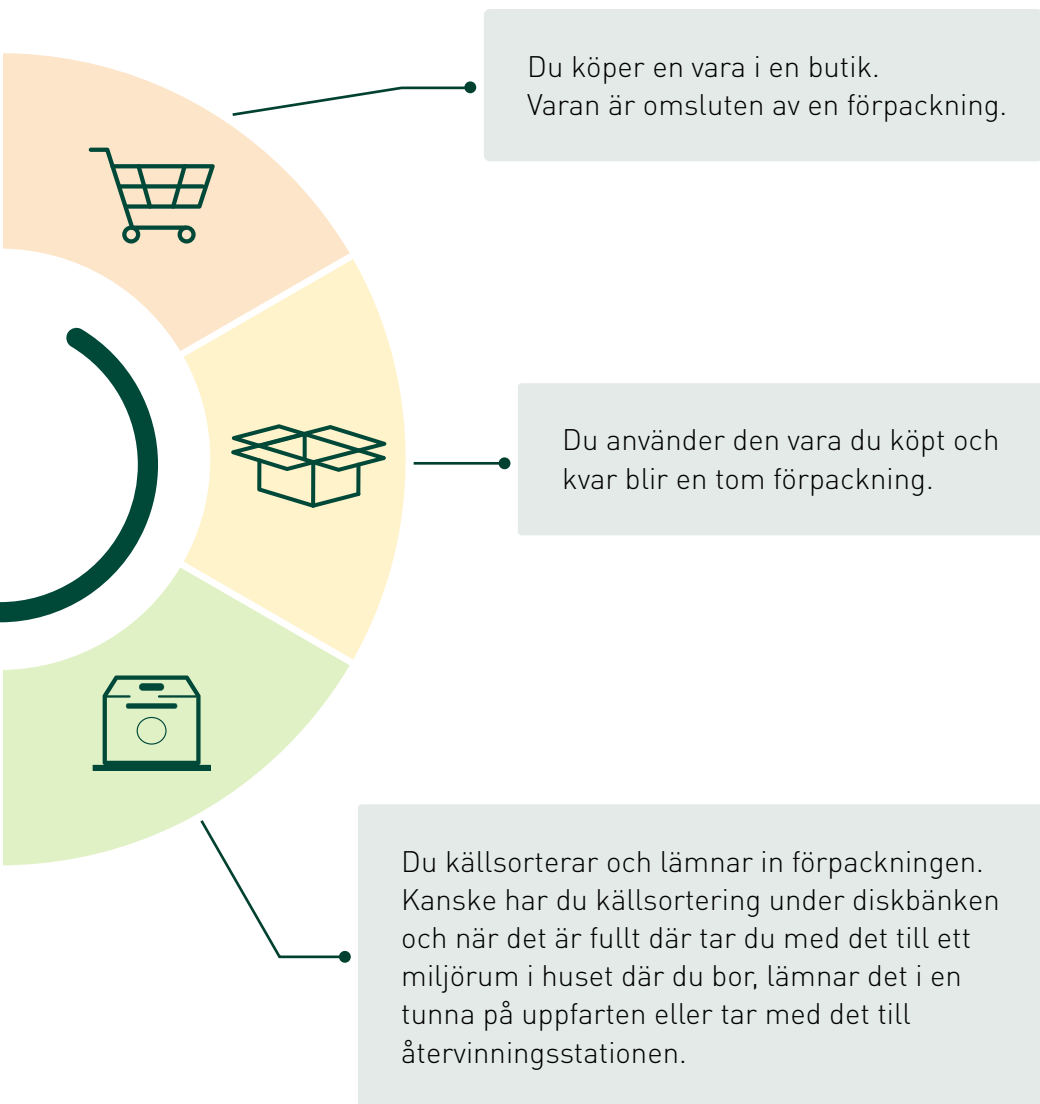 Du köper en vara i en butik.
Varan är omsluten av en förpackning.
Du använder den vara du köpt och
kvar blir en tom förpackning.
Du källsorterar och lämnar in förpackningen.
Kanske har du källsortering under diskbänken
och när det är fullt där tar du med det till ett
miljörum i huset där du bor, lämnar det i en
tunna på uppfarten eller tar med det till
återvinningsstationen.